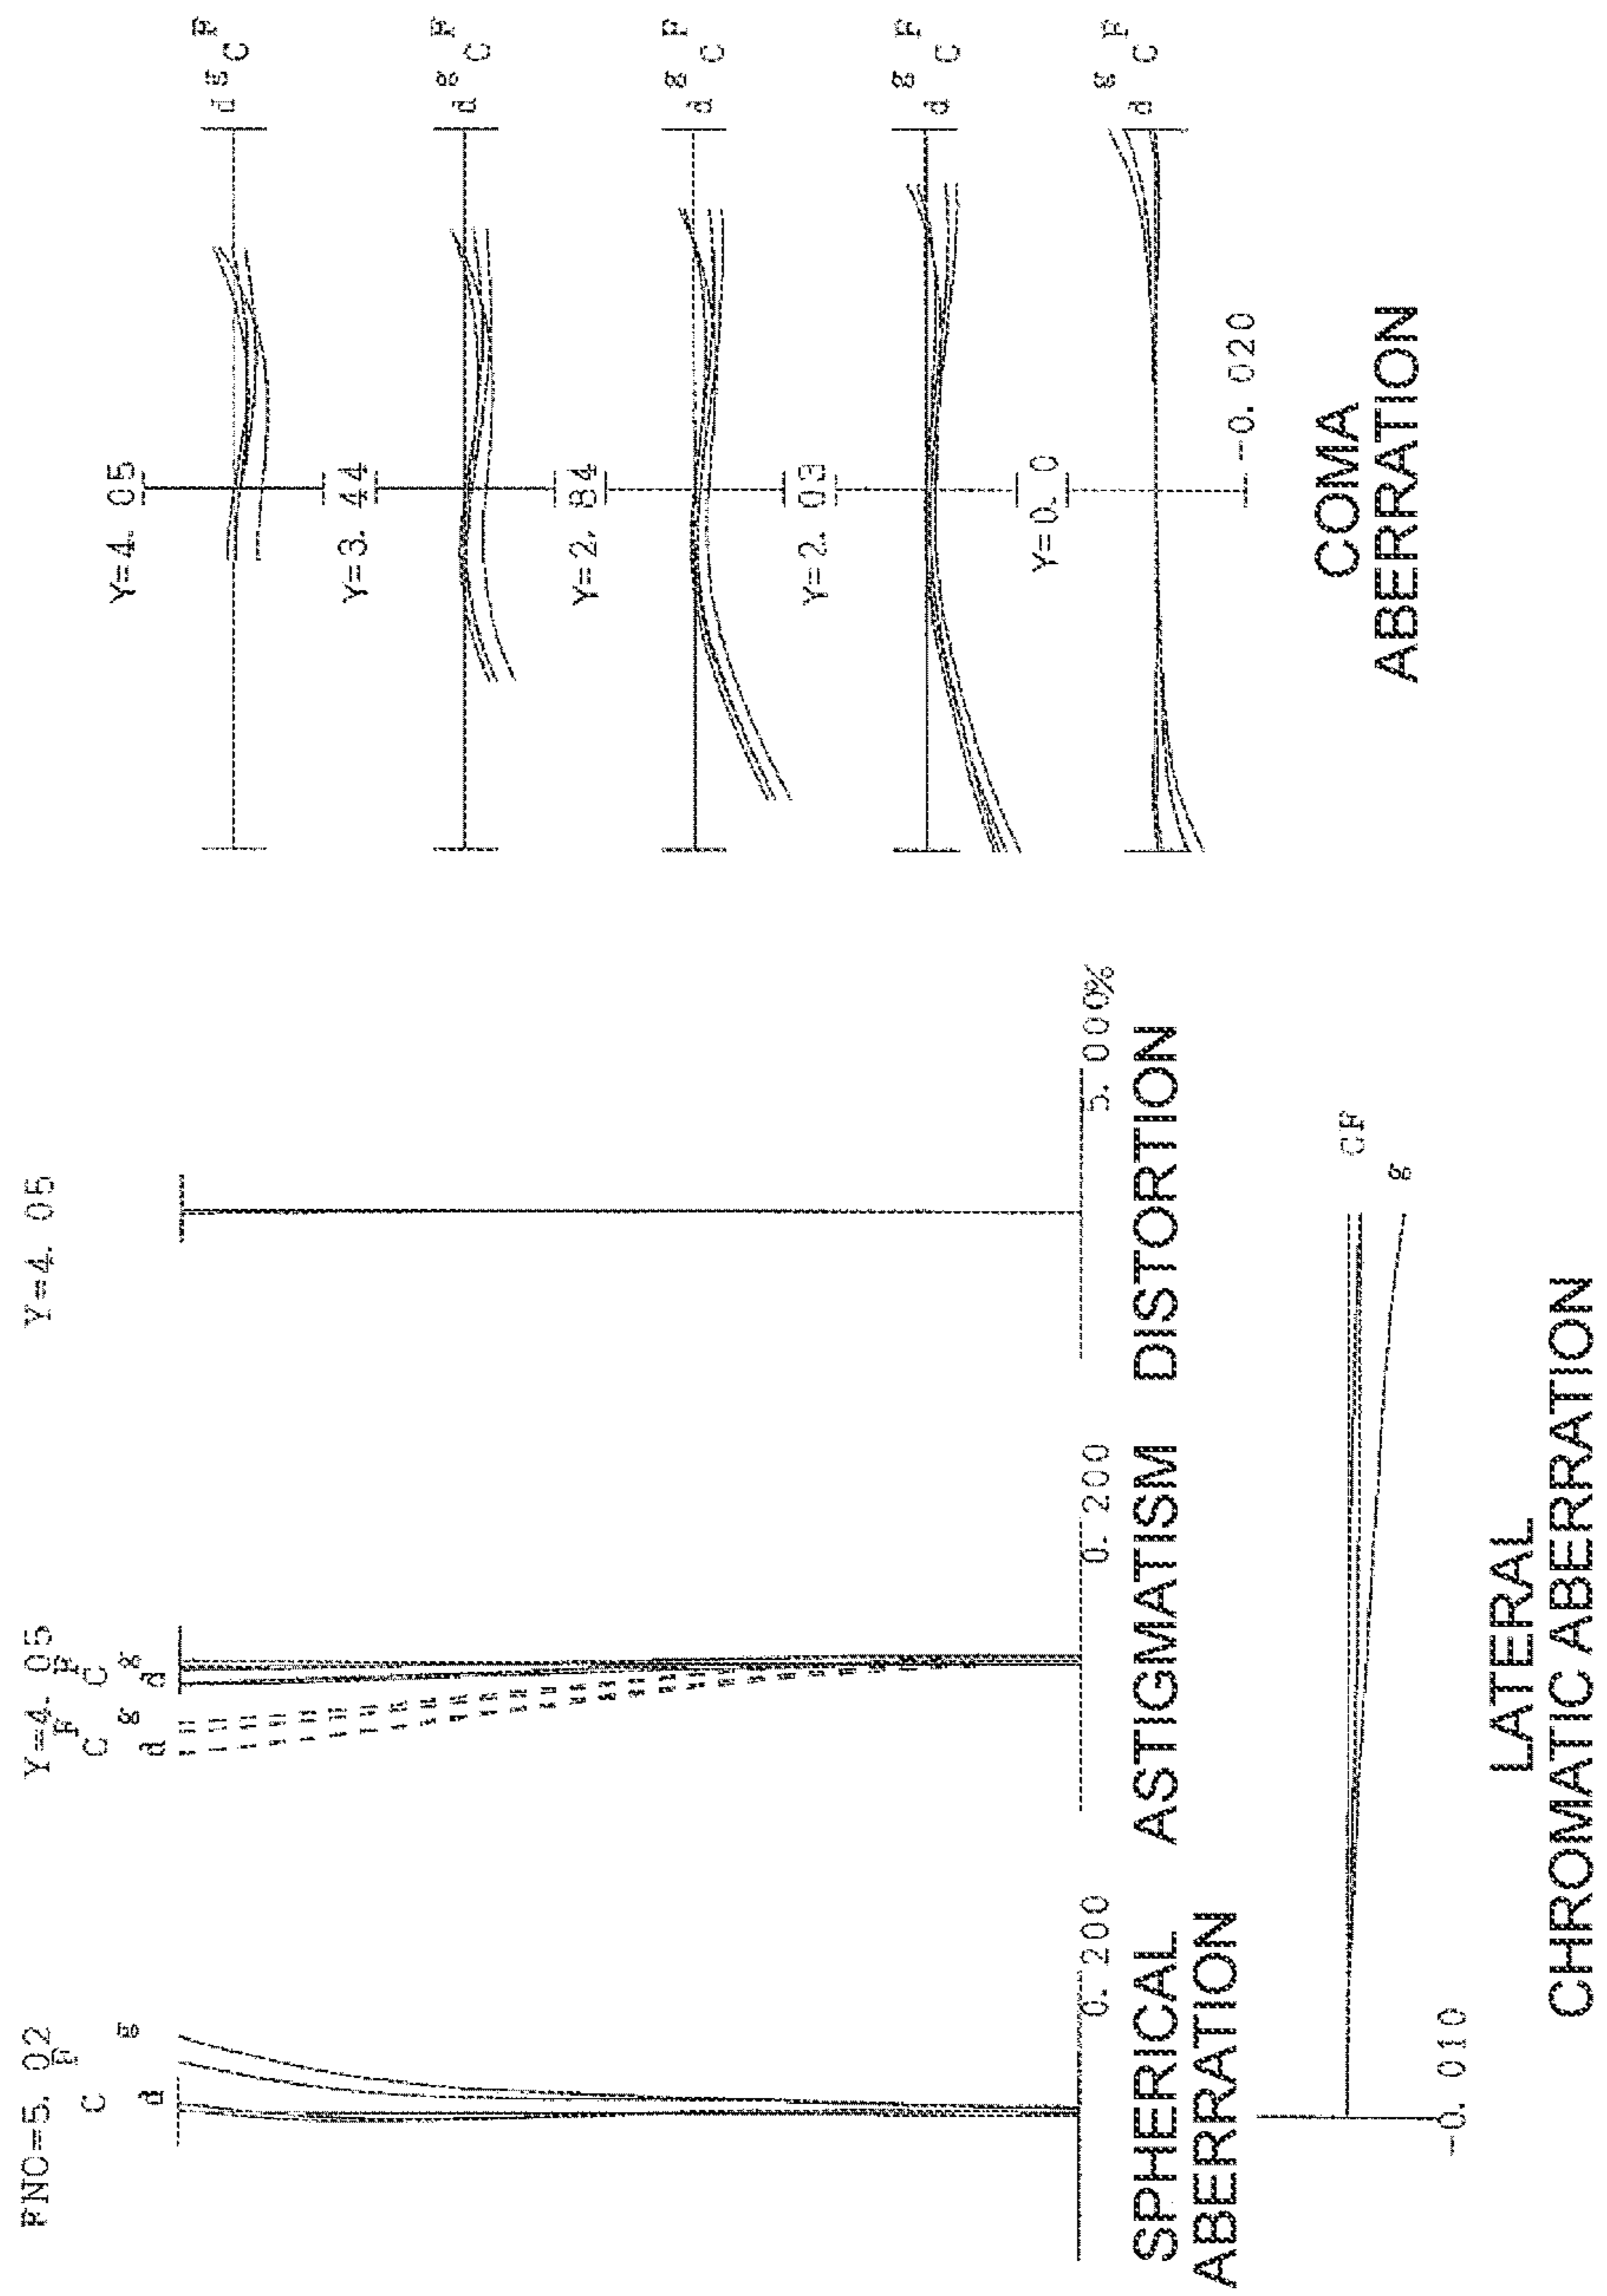 FNO=5. 02
F
C
g
d
0. 200
SPHERICAL
ABERRATION
Y=4. 05
F
F
C
C
g
g
d
d
0. 200
ASTIGMATISM
Y=4. 05
5. 000%
DISTORTION
Y=4. 05
d g C F
Y=3. 44
d g C F
Y=2. 84
d g C F
Y=2. 03
d g C F
Y=0. 0
d g C F
-0. 020
COMA
ABERRATION
CF
g
-0. 010
LATERAL
CHROMATIC ABERRATION